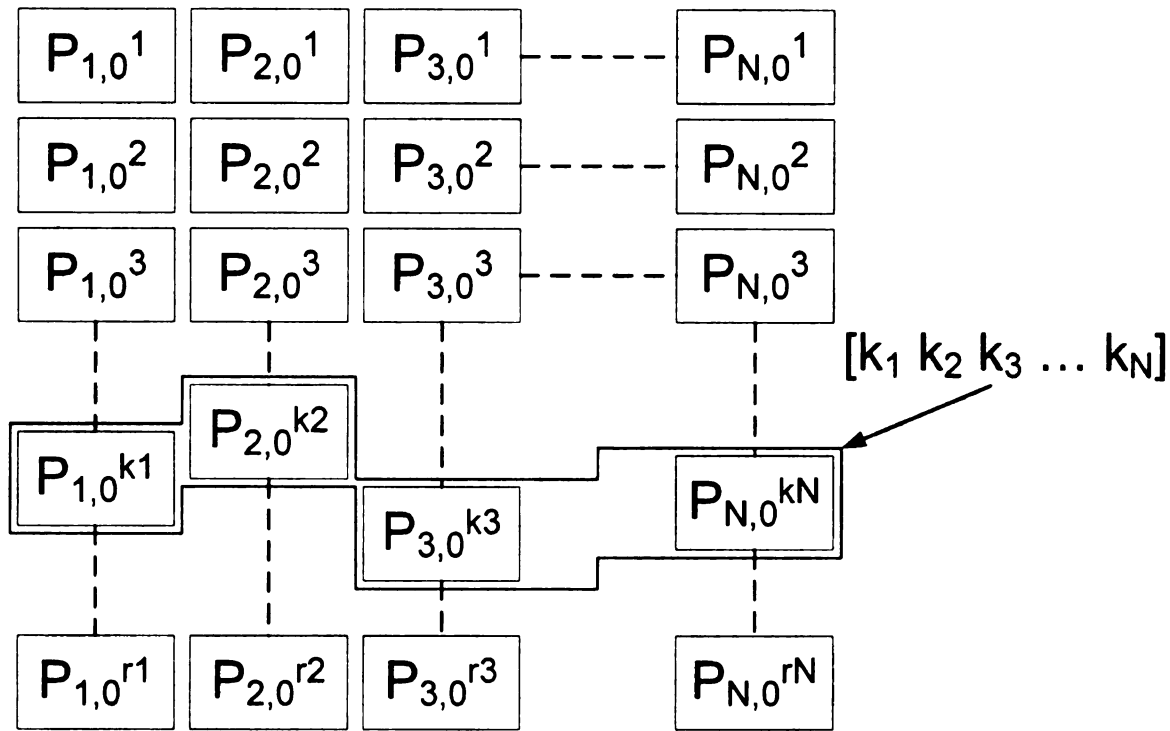 P1,0^1 P2,0^1 P3,0^1 PN,0^1
P1,0^2 P2,0^2 P3,0^2 PN,0^2
P1,0^3 P2,0^3 P3,0^3 PN,0^3
[k1 k2 k3 ... kN]
P1,0^k1 P2,0^k2 P3,0^k3 PN,0^kN
P1,0^r1 P2,0^r2 P3,0^r3 PN,0^rN